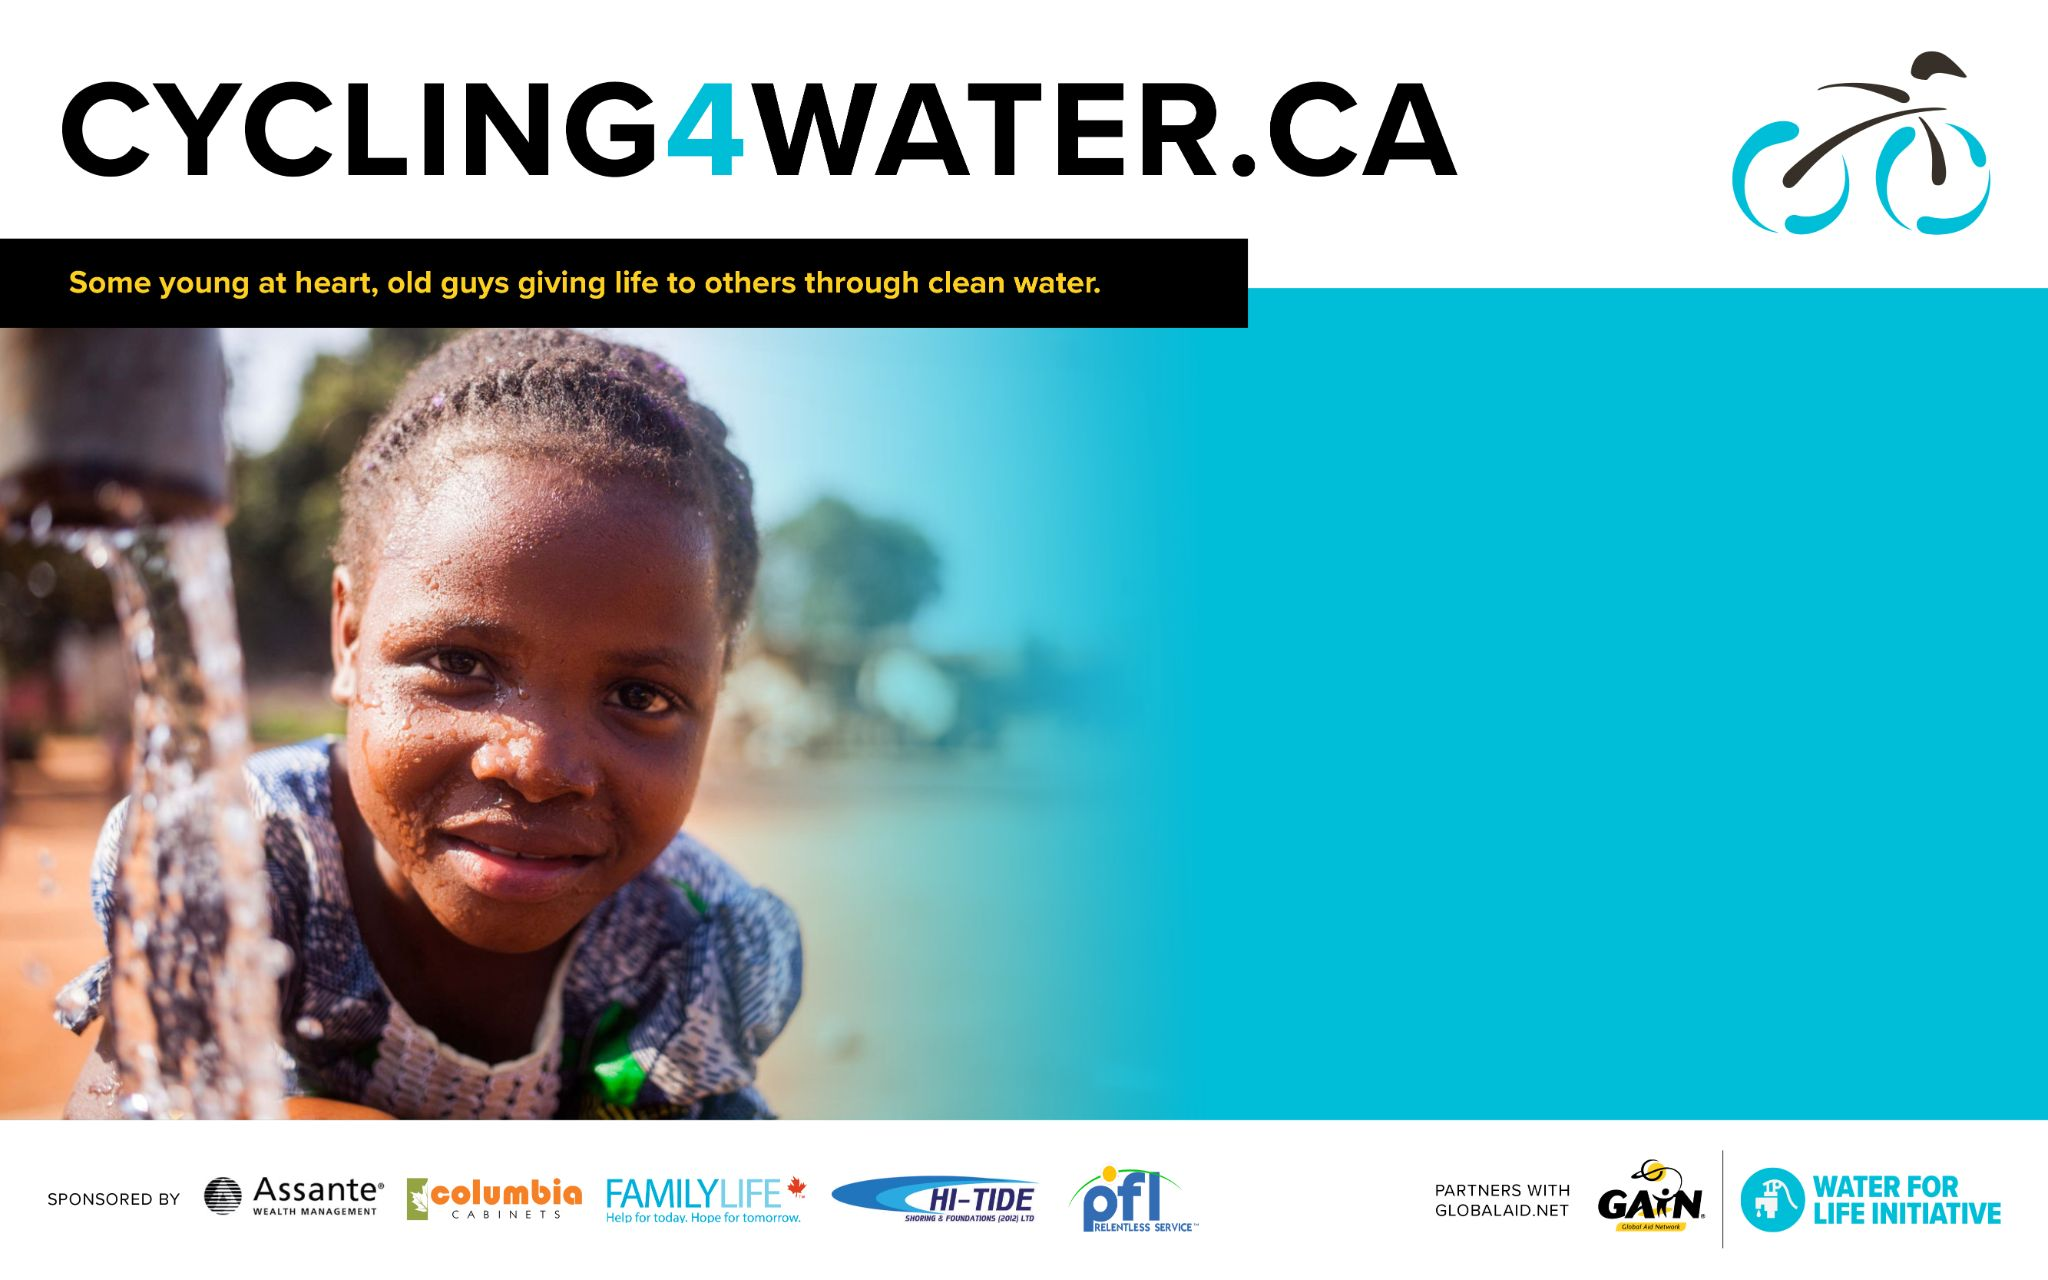 CYCLING4WATER.CA
Some young at heart, old guys giving life to others through clean water.
SPONSORED BY
Assante®
WEALTH MANAGEMENT
columbia
CABINETS
FAMILYLIFE™
Help for today. Hope for tomorrow.
HI-TIDE
SHORING & FOUNDATIONS (2012) LTD
pfl
RELENTLESS SERVICE™
PARTNERS WITH
GLOBALAID.NET
GAiN®
Global Aid Network
WATER FOR
LIFE INITIATIVE